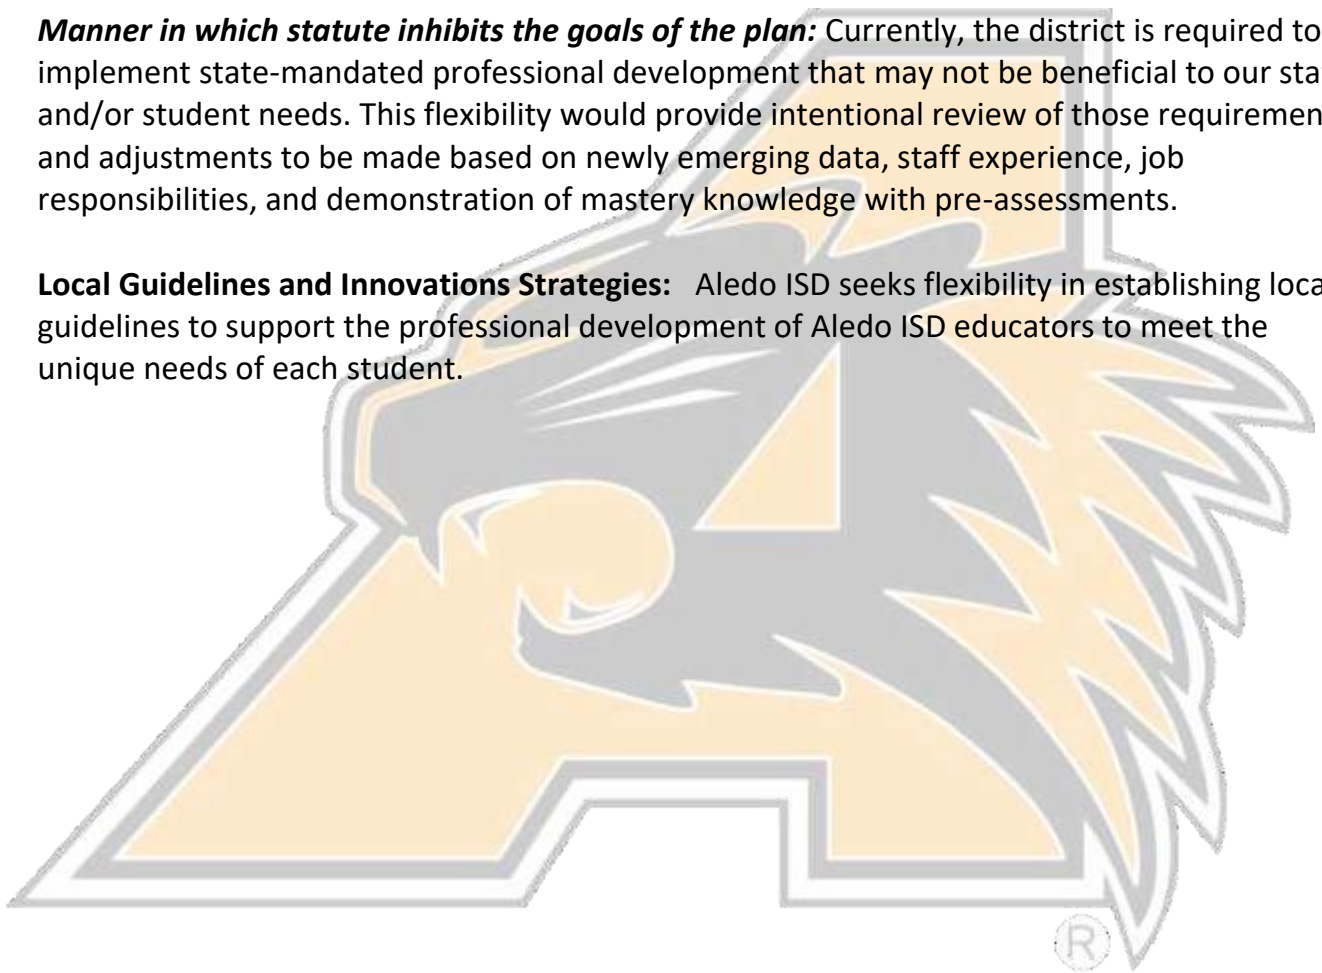 Manner in which statute inhibits the goals of the plan: Currently, the district is required to
implement state-mandated professional development that may not be beneficial to our sta
and/or student needs. This flexibility would provide intentional review of those requiremen
and adjustments to be made based on newly emerging data, staff experience, job
responsibilities, and demonstration of mastery knowledge with pre-assessments.
Local Guidelines and Innovations Strategies: Aledo ISD seeks flexibility in establishing loca
guidelines to support the professional development of Aledo ISD educators to meet the
unique needs of each student.
®